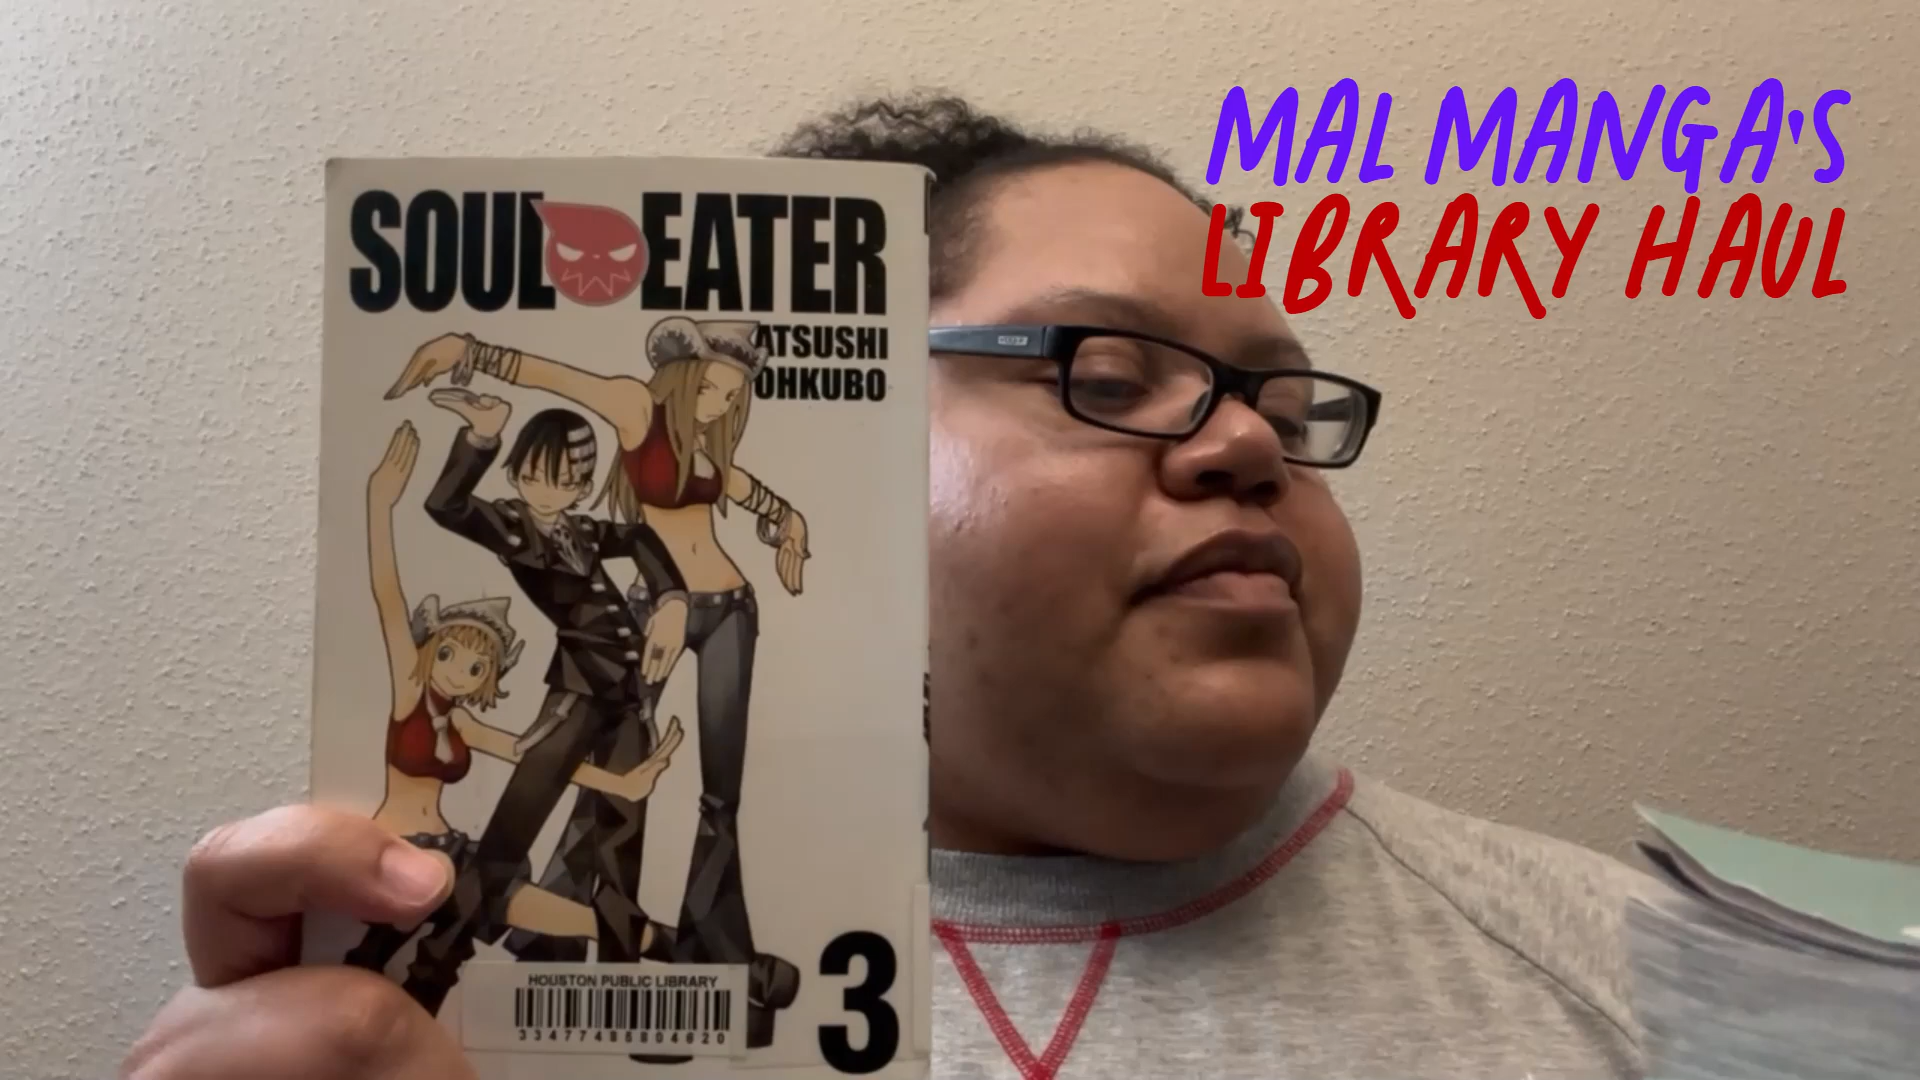 MAL MANGA'S
LIBRARY HAUL
SOUL EATER
ATSUSHI
OHKUBO
HOUSTON PUBLIC LIBRARY
3